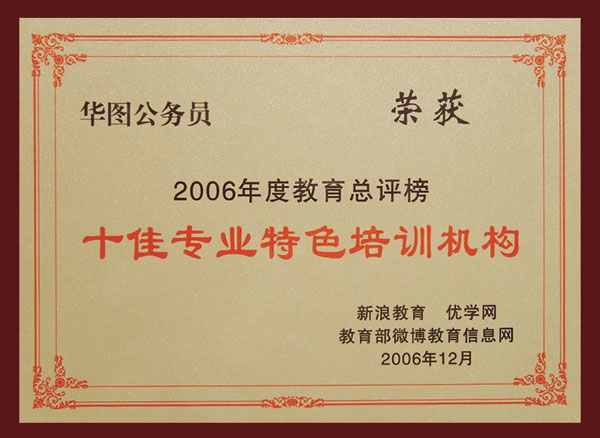 华图公务员 荣获
2006年度教育总评榜
十佳专业特色培训机构
新浪教育 优学网
教育部微博教育信息网
2006年12月